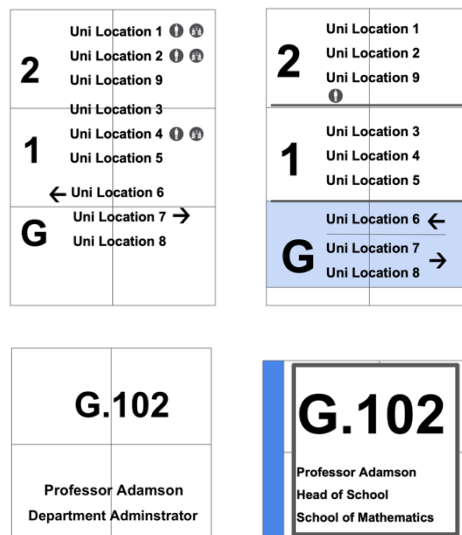 2
Uni Location 1
Uni Location 2
Uni Location 9
1
Uni Location 3
Uni Location 4
Uni Location 5
← Uni Location 6
G
Uni Location 7 →
Uni Location 8
2
Uni Location 1
Uni Location 2
Uni Location 9
1
Uni Location 3
Uni Location 4
Uni Location 5
G
Uni Location 6 ←
Uni Location 7
→
Uni Location 8
G.102
Professor Adamson
Department Adminstrator
G.102
Professor Adamson
Head of School
School of Mathematics